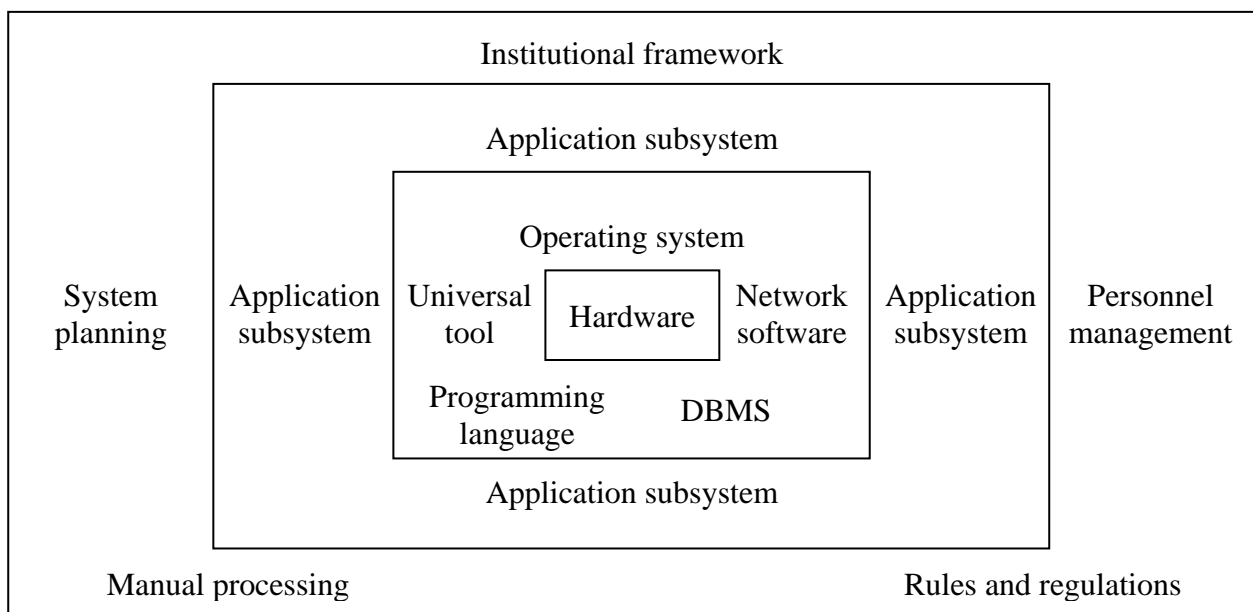 Institutional framework
Application subsystem
Operating system
System
planning
Application
subsystem
Universal
tool
Hardware
Network
software
Application
subsystem
Personnel
management
Programming
language
DBMS
Application subsystem
Manual processing
Rules and regulations